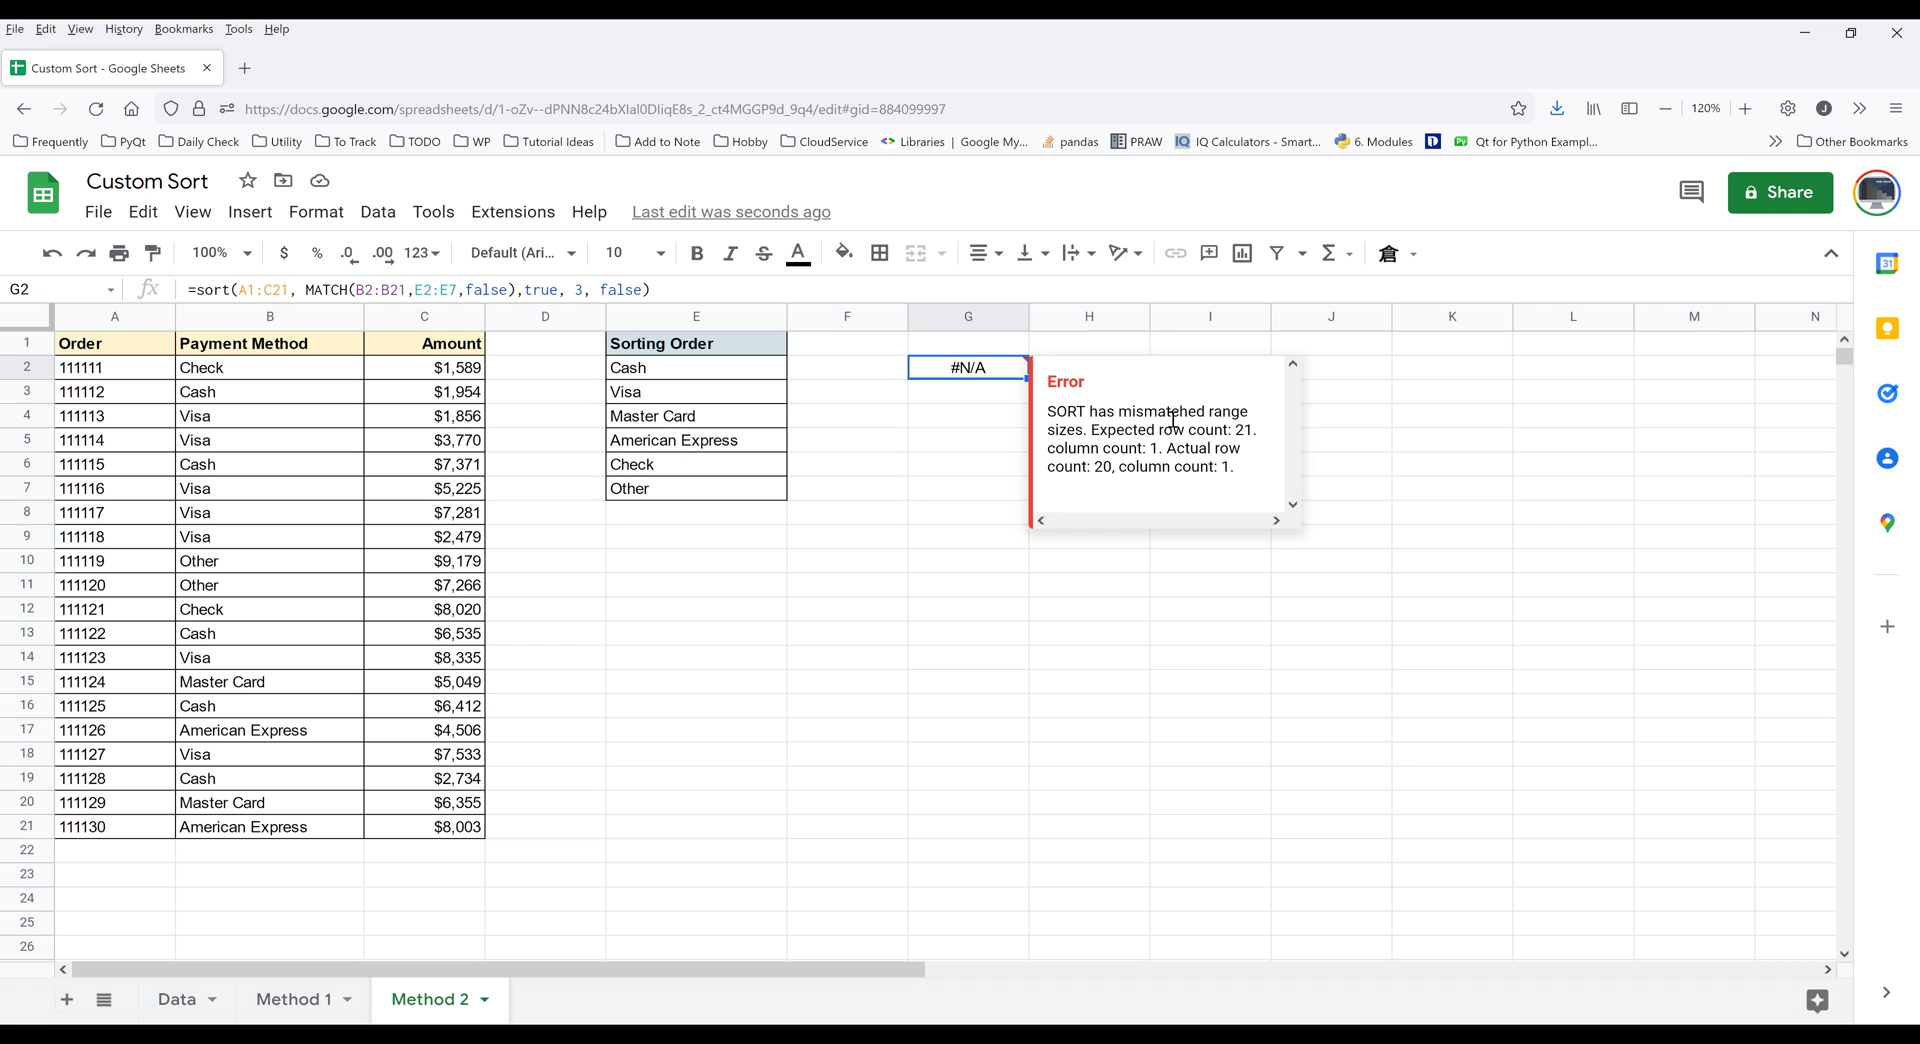 File Edit View History Bookmarks Tools Help
Custom Sort - Google Sheets
https://docs.google.com/spreadsheets/d/1-oZv--dPNN8c24bXIal0DIiqE8s_2_ct4MGGP9d_9q4/edit#gid=884099997
120%
J
Frequently PyQt Daily Check Utility To Track TODO WP Tutorial Ideas Add to Note Hobby CloudService Libraries | Google My... pandas PRAW IQ IQ Calculators - Smart... 6. Modules Qt for Python Exampl... Other Bookmarks
Custom Sort
Share
File Edit View Insert Format Data Tools Extensions Help Last edit was seconds ago
100% $ % .0 .00 123 Default (Ari... 10 B I S A Σ 倉
31
G2 fx =sort(A1:C21, MATCH(B2:B21,E2:E7,false),true, 3, false)
A B C D E F G H I J K L M N
1 Order Payment Method Amount Sorting Order
2 111111 Check $1,589 Cash #N/A
3 111112 Cash $1,954 Visa
4 111113 Visa $1,856 Master Card
5 111114 Visa $3,770 American Express
6 111115 Cash $7,371 Check
7 111116 Visa $5,225 Other
Error
SORT has mismatched range
sizes. Expected row count: 21.
column count: 1. Actual row
count: 20, column count: 1.
8 111117 Visa $7,281
9 111118 Visa $2,479
10 111119 Other $9,179
11 111120 Other $7,266
12 111121 Check $8,020
13 111122 Cash $6,535
14 111123 Visa $8,335
15 111124 Master Card $5,049
16 111125 Cash $6,412
17 111126 American Express $4,506
18 111127 Visa $7,533
19 111128 Cash $2,734
20 111129 Master Card $6,355
21 111130 American Express $8,003
22
23
24
25
26
Data Method 1 Method 2